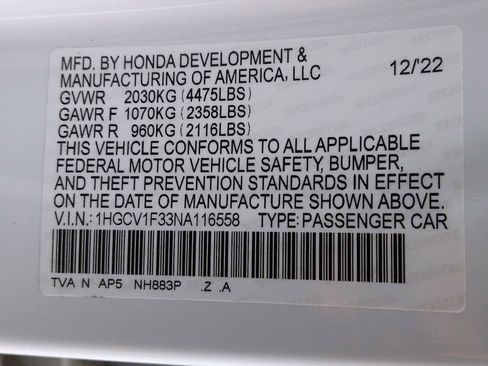 MFD. BY HONDA DEVELOPMENT &
MANUFACTURING OF AMERICA, LLC 12/'22
GVWR 2030KG (4475LBS)
GAWR F 1070KG (2358LBS)
GAWR R 960KG (2116LBS)
THIS VEHICLE CONFORMS TO ALL APPLICABLE
FEDERAL MOTOR VEHICLE SAFETY, BUMPER,
AND THEFT PREVENTION STANDARDS IN EFFECT
ON THE DATE OF MANUFACTURE SHOWN ABOVE.
V.I.N.: 1HGCV1F33NA116558 TYPE: PASSENGER CAR
TVA N AP5 NH883P .Z .A